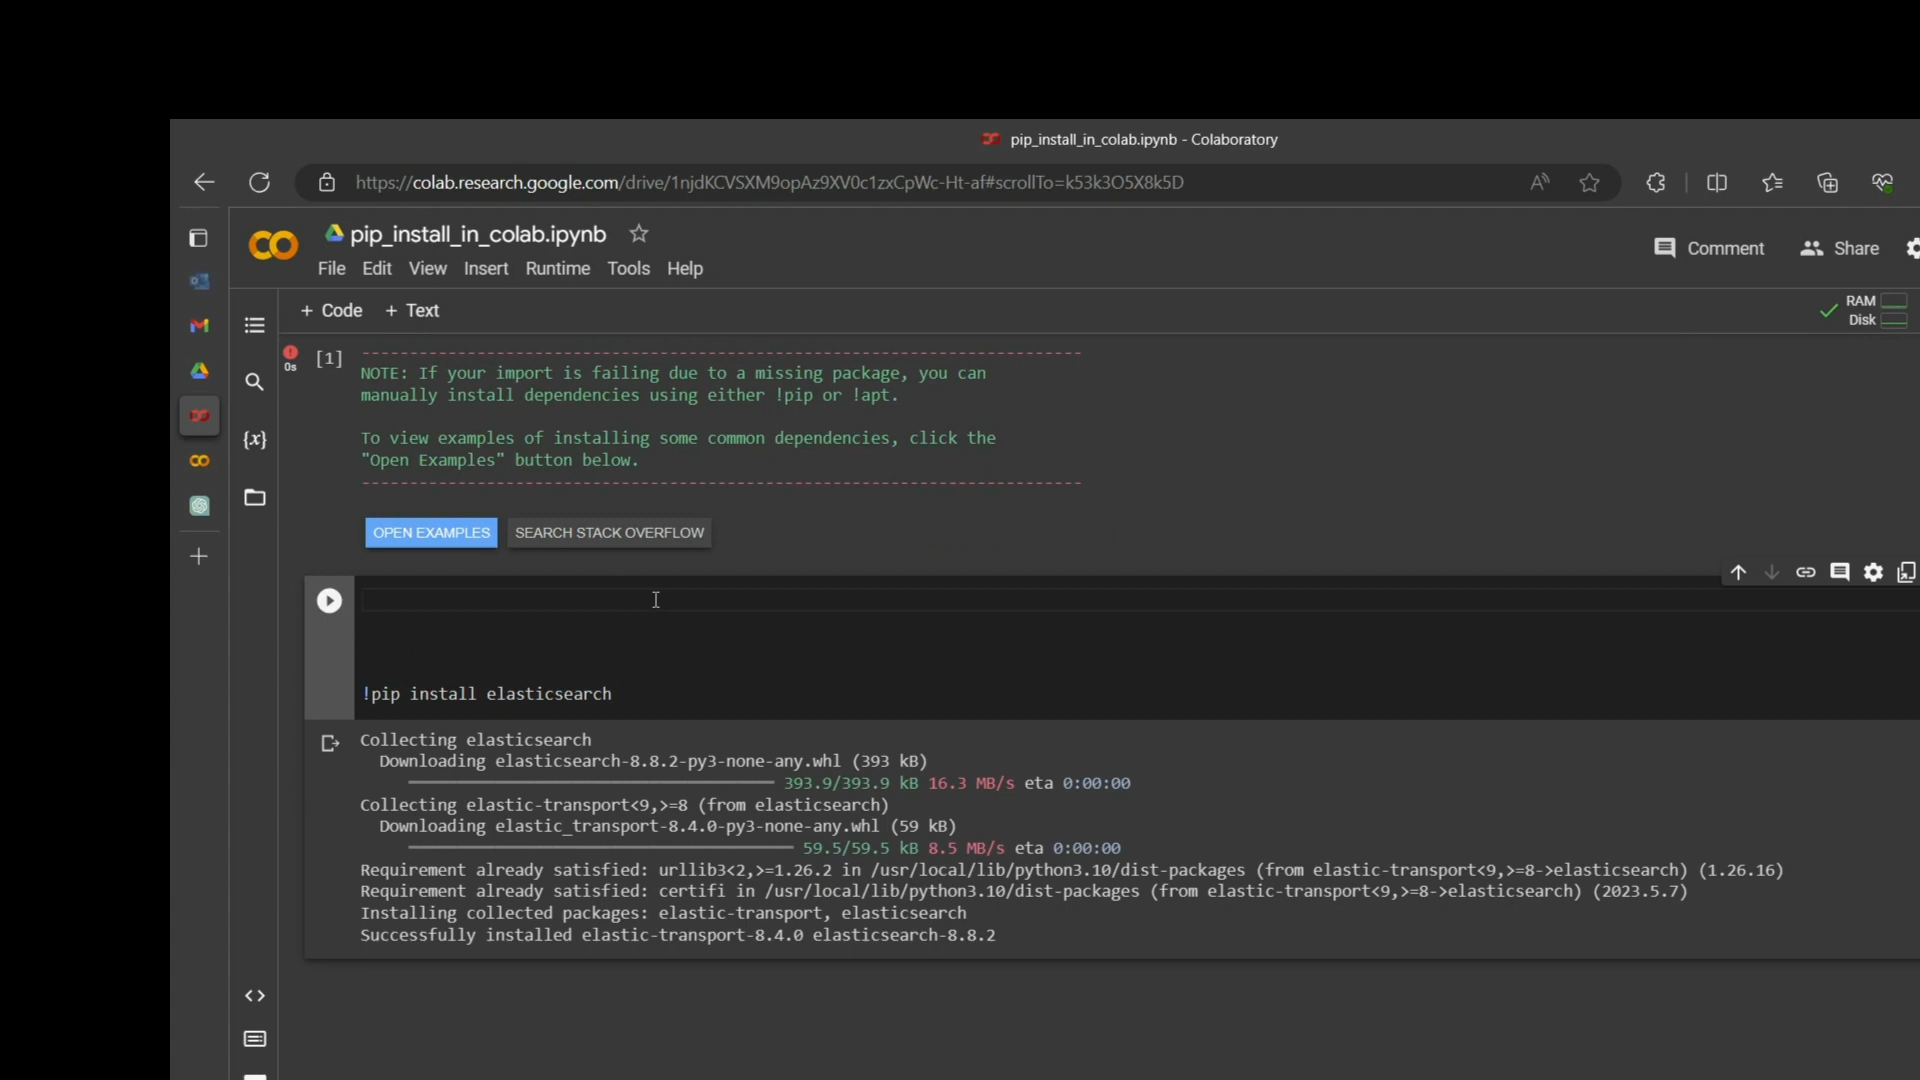 pip_install_in_colab.ipynb - Colaboratory
https://colab.research.google.com/drive/1njdKCVSXM9opAz9XV0c1zxCpWc-Ht-af#scrollTo=k53k3O5X8k5D
pip_install_in_colab.ipynb
Comment
Share
File Edit View Insert Runtime Tools Help
+ Code + Text
RAM
Disk
0s
[1]
NOTE: If your import is failing due to a missing package, you can
manually install dependencies using either !pip or !apt.
To view examples of installing some common dependencies, click the
"Open Examples" button below.
OPEN EXAMPLES SEARCH STACK OVERFLOW
{x}
!pip install elasticsearch
Collecting elasticsearch
Downloading elasticsearch-8.8.2-py3-none-any.whl (393 kB)
393.9/393.9 kB 16.3 MB/s eta 0:00:00
Collecting elastic-transport<9,>=8 (from elasticsearch)
Downloading elastic_transport-8.4.0-py3-none-any.whl (59 kB)
59.5/59.5 kB 8.5 MB/s eta 0:00:00
Requirement already satisfied: urllib3<2,>=1.26.2 in /usr/local/lib/python3.10/dist-packages (from elastic-transport<9,>=8->elasticsearch) (1.26.16)
Requirement already satisfied: certifi in /usr/local/lib/python3.10/dist-packages (from elastic-transport<9,>=8->elasticsearch) (2023.5.7)
Installing collected packages: elastic-transport, elasticsearch
Successfully installed elastic-transport-8.4.0 elasticsearch-8.8.2